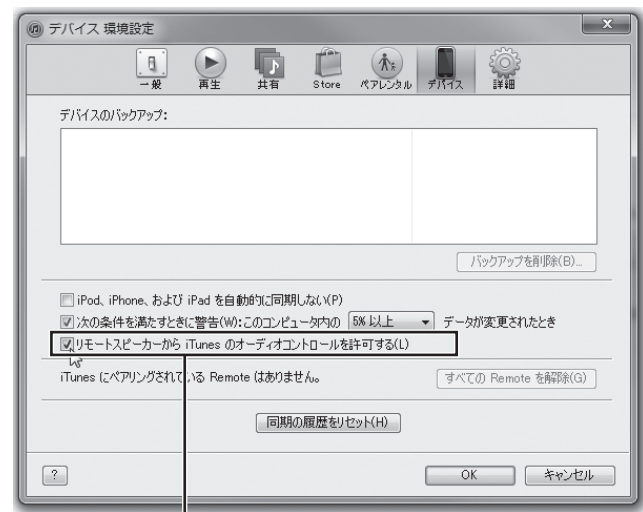 デバイス 環境設定
一般
再生
共有
Store
ペアレンタル
デバイス
詳細
デバイスのバックアップ:
バックアップを削除(B)...
iPod、iPhone、および iPad を自動的に同期しない(P)
次の条件を満たすときに警告(W):このコンピュータ内の 5% 以上 データが変更されたとき
リモートスピーカーから iTunes のオーディオコントロールを許可する(L)
iTunes にペアリングされている Remote はありません。
すべての Remote を解除(G)
同期の履歴をリセット(H)
?
OK
キャンセル